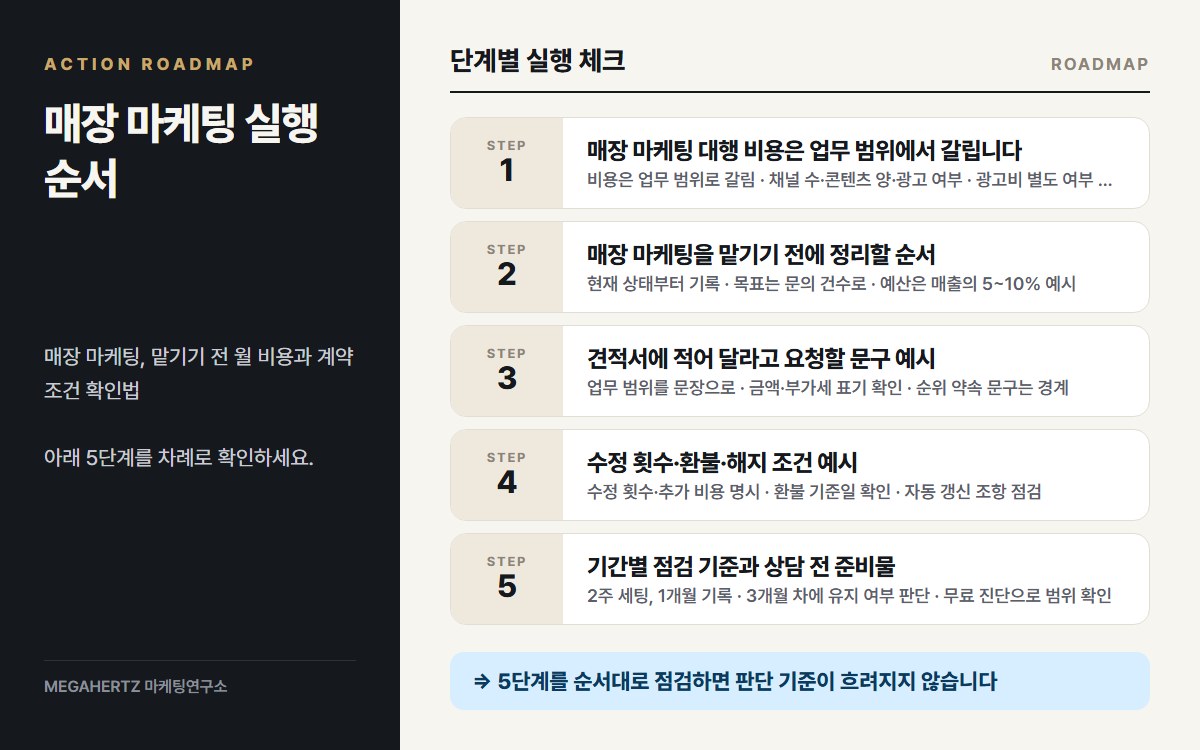 ACTION ROADMAP
매장 마케팅 실행
순서
매장 마케팅, 맡기기 전 월 비용과 계약
조건 확인법
아래 5단계를 차례로 확인하세요.
MEGAHERTZ 마케팅연구소
단계별 실행 체크
ROADMAP
STEP
1
매장 마케팅 대행 비용은 업무 범위에서 갈립니다
비용은 업무 범위로 갈림 · 채널 수·콘텐츠 양·광고 여부 · 광고비 별도 여부 ...
STEP
2
매장 마케팅을 맡기기 전에 정리할 순서
현재 상태부터 기록 · 목표는 문의 건수로 · 예산은 매출의 5~10% 예시
STEP
3
견적서에 적어 달라고 요청할 문구 예시
업무 범위를 문장으로 · 금액·부가세 표기 확인 · 순위 약속 문구는 경계
STEP
4
수정 횟수·환불·해지 조건 예시
수정 횟수·추가 비용 명시 · 환불 기준일 확인 · 자동 갱신 조항 점검
STEP
5
기간별 점검 기준과 상담 전 준비물
2주 세팅, 1개월 기록 · 3개월 차에 유지 여부 판단 · 무료 진단으로 범위 확인
→ 5단계를 순서대로 점검하면 판단 기준이 흐려지지 않습니다